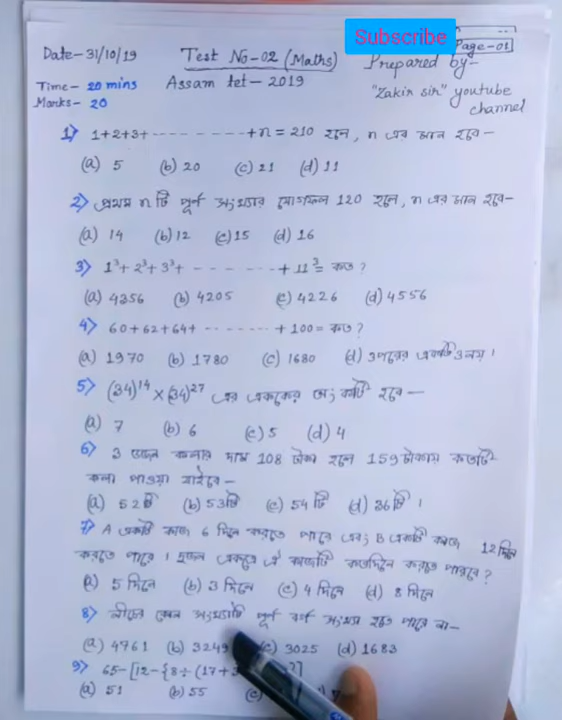 Subscribe
Date- 31/10/19 Test No-02 (Maths) Page-01
Time- 20 mins Assam tet- 2019 Prepared by-
Marks- 20 "Zakir sir" youtube
channel
1) 1+2+3+ - - - - - - - - - +n = 210 হলে, n এর মান হবে —
(a) 5 (b) 20 (c) 21 (d) 11
2) প্রথম n টি পূর্ণ সংখ্যার যোগফল 120 হলে, n এর মান হবে—
(a) 14 (b) 12 (c) 15 (d) 16
3) 1³+ 2³+ 3³+ - - - - - - - + 11³= কত ?
(a) 4356 (b) 4205 (c) 4226 (d) 4556
4) 60+62+64+ - - - - - - - + 100 = কত ?
(a) 1970 (b) 1780 (c) 1680 (d) ওপরের একটিও নয় ।
5) (34)¹⁴ × (34)²⁷ এর এককের অংকটি হবে —
(a) 7 (b) 6 (c) 5 (d) 4
6) 3 ডজন কলার দাম 108 টাকা হলে 159 টাকায় কতটি
কলা পাওয়া যাইবে —
(a) 52টি (b) 53টি (c) 54 টি (d) 36 টি ।
7) A একটি কাজ 6 দিনে করতে পারে এবং B একটি কাজ 12 দিনে
করতে পারে । দুজন একত্রে ঐ কাজটি কতদিনে করতে পারবে ?
(a) 5 দিনে (b) 3 দিনে (c) 4 দিনে (d) 8 দিনে
8) নীচের কোন সংখ্যাটি পূর্ণ বর্গ সংখ্যা হতে পারে না—
(a) 4761 (b) 3249 (c) 3025 (d) 1683
9) 65- [12- {8÷ (17+3 ?]
(a) 51 (b) 55 (c)